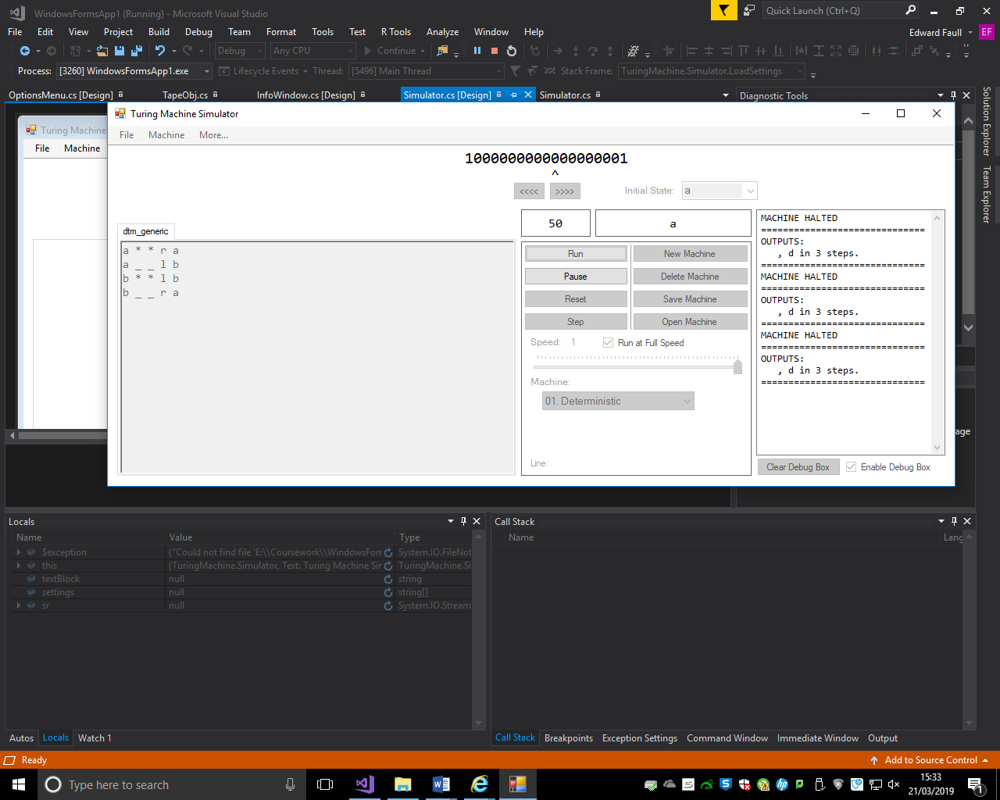 WindowsFormsApp1 (Running) - Microsoft Visual Studio
Quick Launch (Ctrl+Q)
File Edit View Project Build Debug Team Format Tools Test R Tools Analyze Window Help
Edward Faull EF
Debug Any CPU Continue
Process: [3260] WindowsFormsApp1.exe Lifecycle Events Thread: [5496] Main Thread Stack Frame: TuringMachine.Simulator.LoadSettings
OptionsMenu.cs [Design] TapeObj.cs InfoWindow.cs [Design] Simulator.cs [Design] Simulator.cs
Diagnostic Tools
Solution Explorer
Team Explorer
Turing Machine
File Machine
Turing Machine Simulator
File Machine More...
1000000000000000001
^
<<<< >>>> Initial State: a
50 a
dtm_generic
a * * r a
a _ _ l b
b * * l b
b _ _ r a
Run New Machine
Pause Delete Machine
Reset Save Machine
Step Open Machine
Speed: 1 Run at Full Speed
Machine:
01. Deterministic
Line:
MACHINE HALTED
==============================
OUTPUTS:
, d in 3 steps.
==============================
MACHINE HALTED
==============================
OUTPUTS:
, d in 3 steps.
==============================
MACHINE HALTED
==============================
OUTPUTS:
, d in 3 steps.
==============================
Clear Debug Box Enable Debug Box
age
Locals
Name Value Type
$exception {"Could not find file 'E:\\Coursework\\WindowsForr System.IO.FileNot
this {TuringMachine.Simulator, Text: Turing Machine Sir TuringMachine.Si
textBlock null string
settings null string[]
sr null System.IO.Stream
Autos Locals Watch 1
Call Stack
Name Lang
Call Stack Breakpoints Exception Settings Command Window Immediate Window Output
Ready
Add to Source Control
Type here to search
15:33
21/03/2019
1